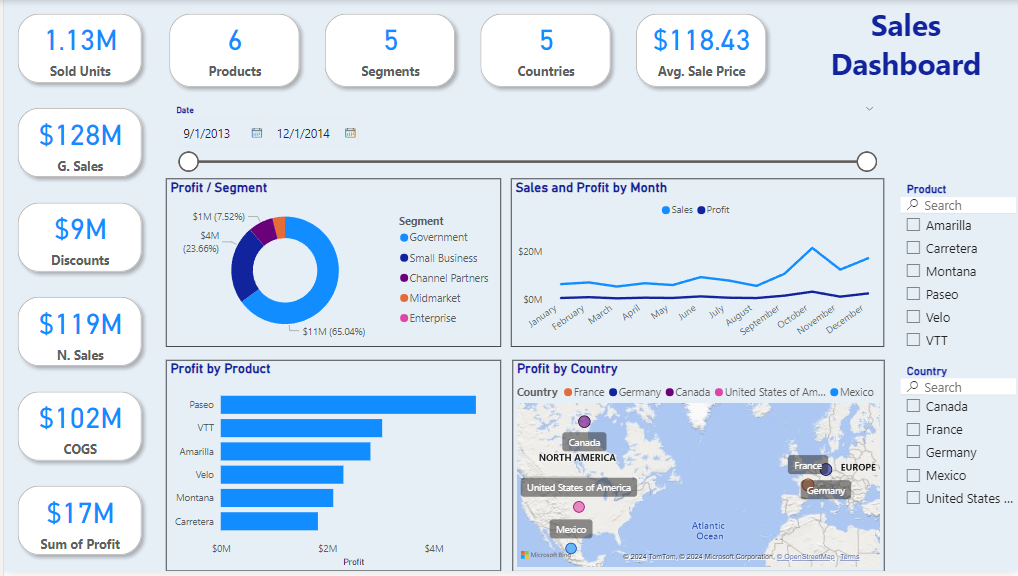 1.13M
Sold Units
6
Products
5
Segments
5
Countries
$118.43
Avg. Sale Price
Sales
Dashboard
$128M
G. Sales
$9M
Discounts
$119M
N. Sales
$102M
COGS
$17M
Sum of Profit
Date
9/1/2013
12/1/2014
Profit / Segment
$1M (7.52%)
$4M
(23.66%)
$11M (65.04%)
Segment
Government
Small Business
Channel Partners
Midmarket
Enterprise
Sales and Profit by Month
Sales Profit
$20M
$0M
January
February
March
April
May
June
July
August
September
October
November
December
Profit by Product
Paseo
VTT
Amarilla
Velo
Montana
Carretera
$0M
$2M
$4M
Profit
Profit by Country
Country France Germany Canada United States of Am... Mexico
Canada
NORTH AMERICA
United States of America
Mexico
France
EUROPE
Germany
Atlantic
Ocean
Microsoft Bing
© 2024 TomTom, © 2024 Microsoft Corporation, © OpenStreetMap Terms
Product
Search
Amarilla
Carretera
Montana
Paseo
Velo
VTT
Country
Search
Canada
France
Germany
Mexico
United States ...